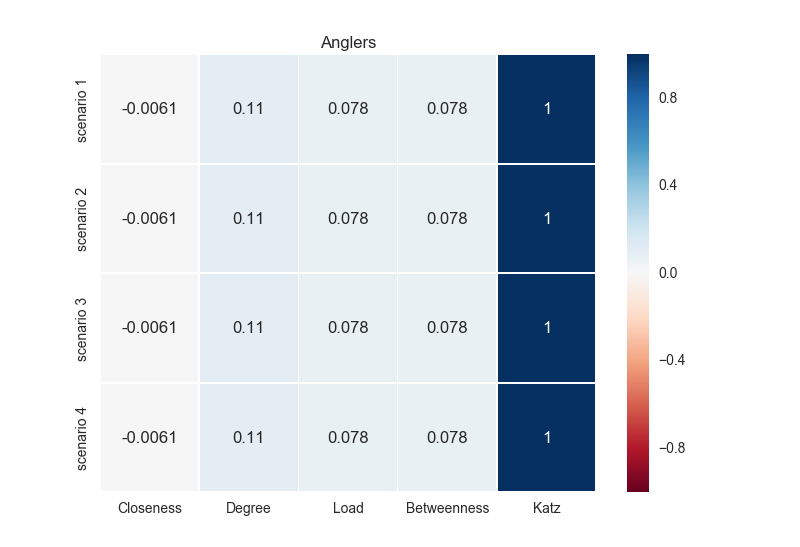 Anglers
scenario 1 -0.0061 0.11 0.078 0.078 1
scenario 2 -0.0061 0.11 0.078 0.078 1
scenario 3 -0.0061 0.11 0.078 0.078 1
scenario 4 -0.0061 0.11 0.078 0.078 1
Closeness Degree Load Betweenness Katz
0.8
0.4
0.0
−0.4
−0.8